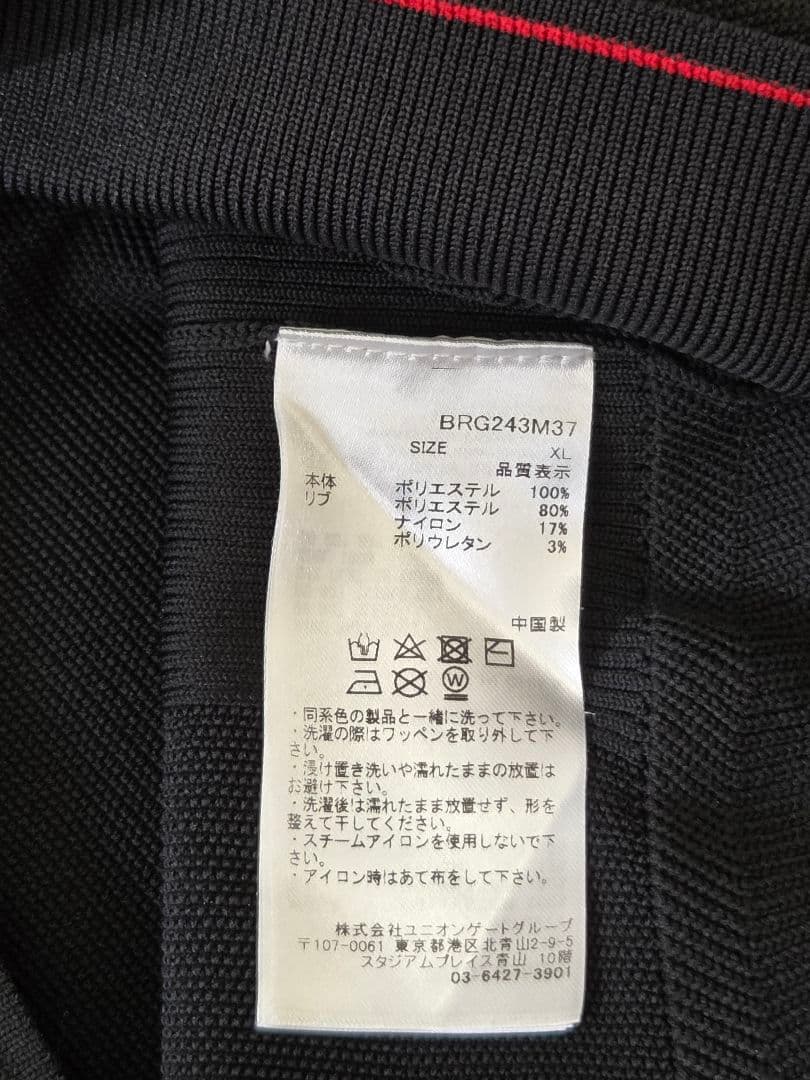 BRG243M37
SIZE XL
品質表示
本体 ポリエステル 100%
リブ ポリエステル 80%
ナイロン 17%
ポリウレタン 3%
中国製
W
・同系色の製品と一緒に洗って下さい。
・洗濯の際はワッペンを取り外して下
さい。
・浸け置き洗いや濡れたままの放置は
お避け下さい。
・洗濯後は濡れたまま放置せず、形を
整えて干してください。
・スチームアイロンを使用しないで下
さい。
・アイロン時はあて布をして下さい。
株式会社ユニオンゲートグループ
〒107-0061 東京都港区北青山2-9-5
スタジアムプレイス青山 10階
03-6427-3901